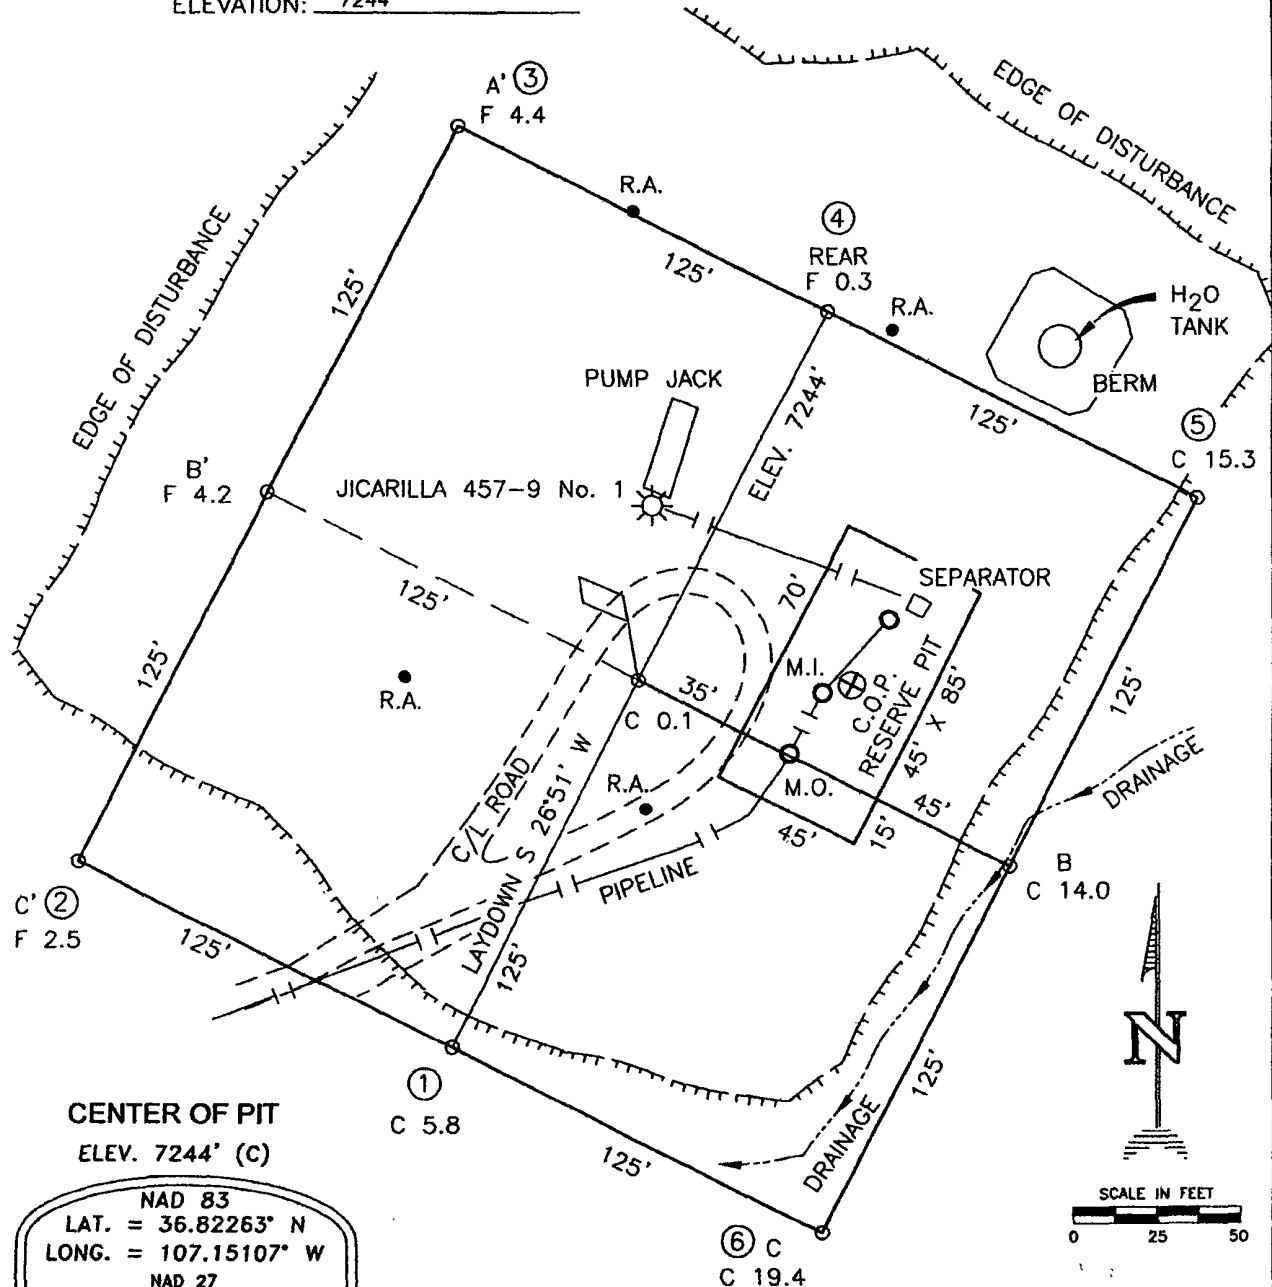 ELEVATION: 7244'
A' ③
F 4.4
EDGE OF DISTURBANCE
R.A.
④
REAR
F 0.3
125'
R.A.
H2O
TANK
BERM
EDGE OF DISTURBANCE
125'
PUMP JACK
ELEV. 7244'
125'
⑤
C 15.3
B'
F 4.2
JICARILLA 457-9 No. 1
SEPARATOR
125'
70'
125'
R.A.
M.I.
C.O.P.
RESERVE PIT
45' X 85'
125'
35'
C 0.1
DRAINAGE
C/L ROAD
R.A.
M.O.
45'
45'
15'
LAYDOWN S 26°51' W
PIPELINE
B
C 14.0
C' ②
F 2.5
125'
125'
①
C 5.8
125'
DRAINAGE
125'
N
CENTER OF PIT
ELEV. 7244' (C)
NAD 83
LAT. = 36.82263° N
LONG. = 107.15107° W
NAD 27
⑥ C
C 19.4
SCALE IN FEET
0 25 50